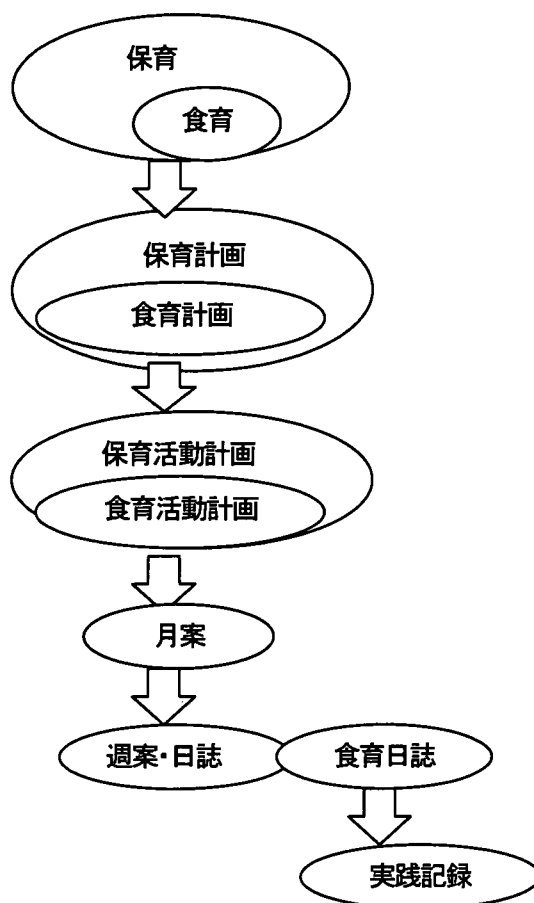 保育
食育
保育計画
食育計画
保育活動計画
食育活動計画
月案
週案・日誌
食育日誌
実践記録